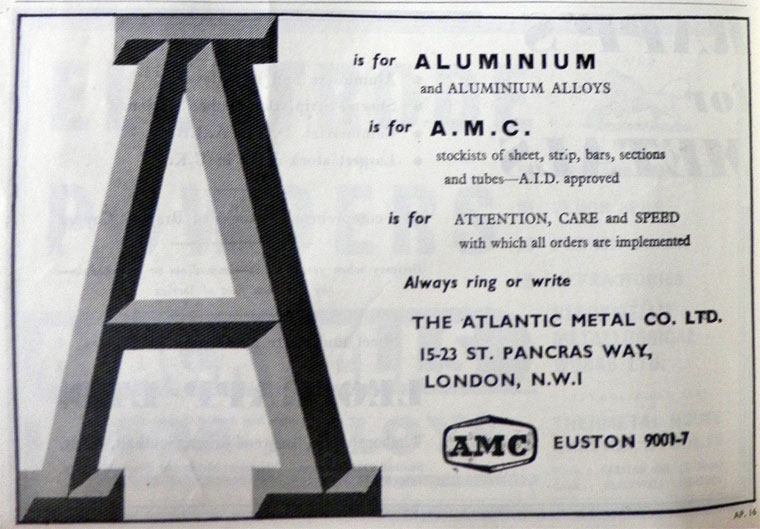 A
is for ALUMINIUM
and ALUMINIUM ALLOYS
is for A.M.C.
stockists of sheet, strip, bars, sections
and tubes—A.I.D. approved
is for ATTENTION, CARE and SPEED
with which all orders are implemented
Always ring or write
THE ATLANTIC METAL CO. LTD.
15-23 ST. PANCRAS WAY,
LONDON, N.W.1
AMC EUSTON 9001-7
AP. 16